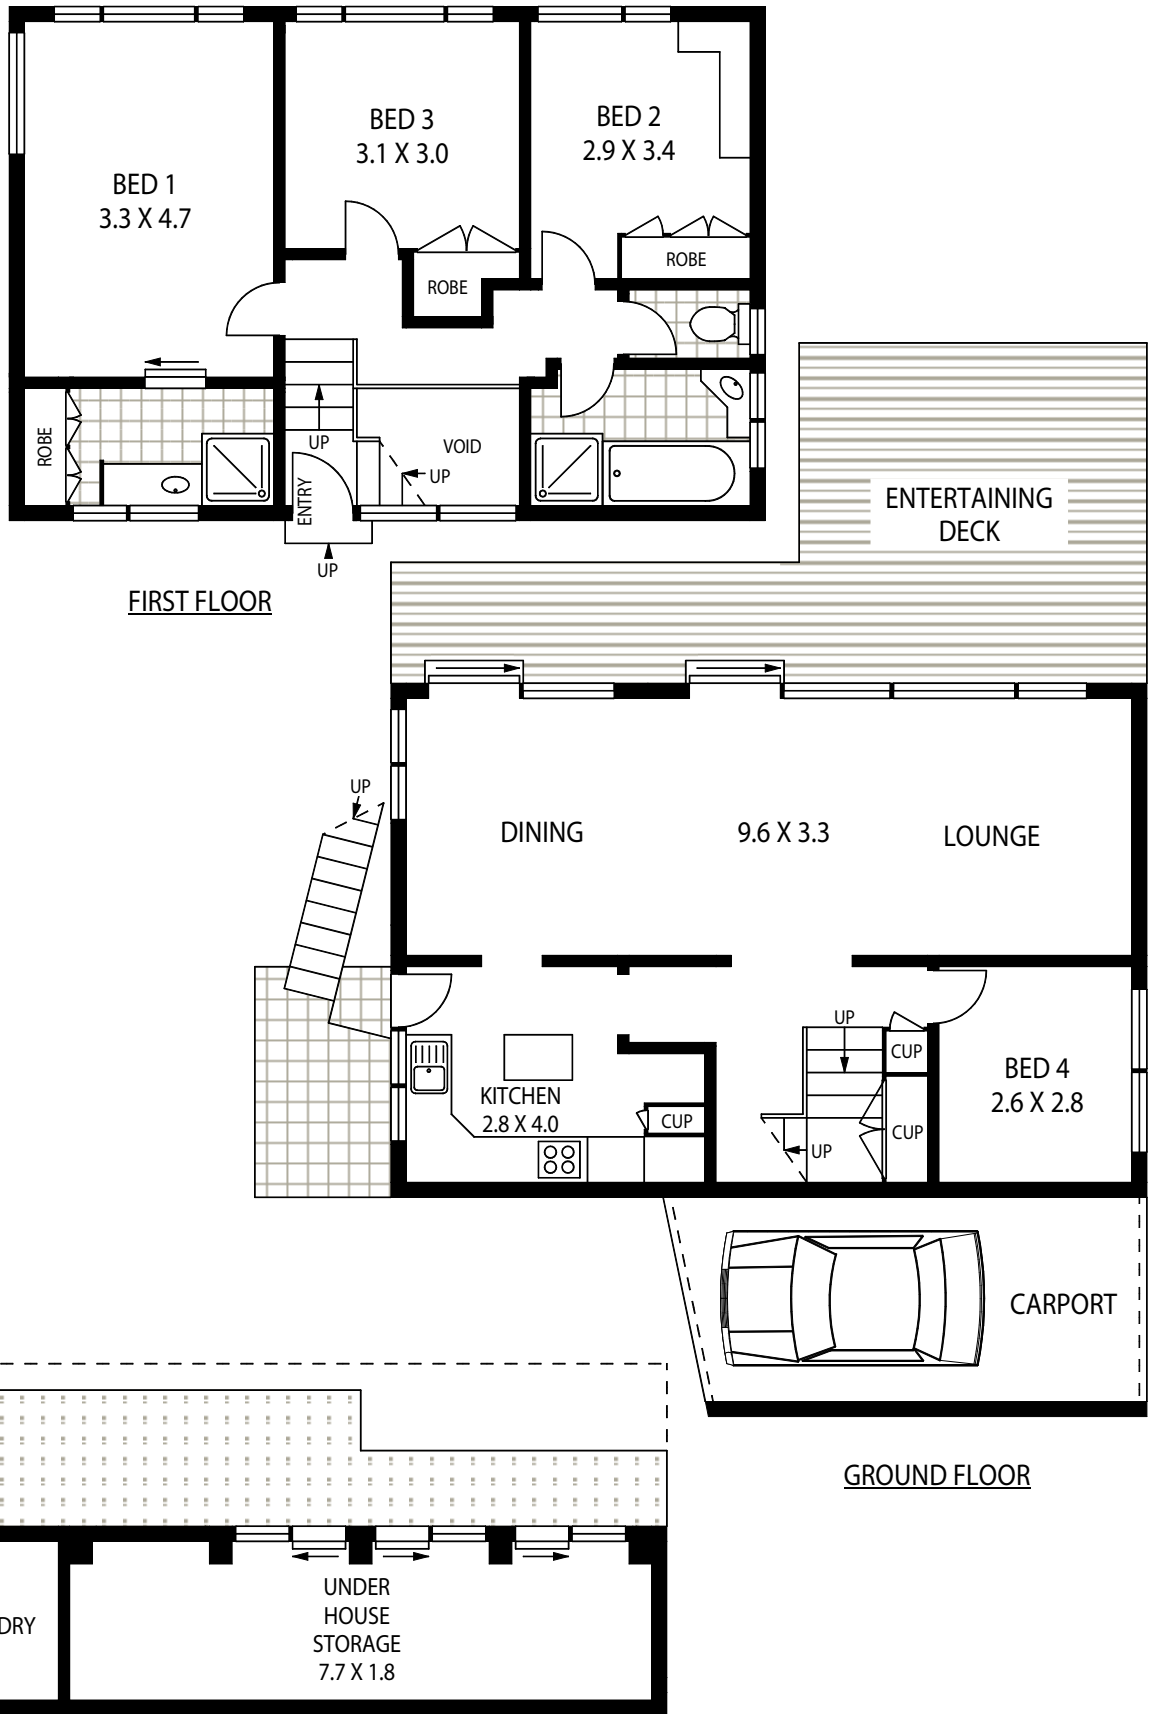 BED 1
3.3 X 4.7
BED 3
3.1 X 3.0
BED 2
2.9 X 3.4
ROBE
ROBE
ROBE
UP
VOID
UP
ENTRY
UP
FIRST FLOOR
ENTERTAINING
DECK
UP
DINING
9.6 X 3.3
LOUNGE
KITCHEN
2.8 X 4.0
CUP
UP
CUP
CUP
UP
BED 4
2.6 X 2.8
CARPORT
GROUND FLOOR
DRY
UNDER
HOUSE
STORAGE
7.7 X 1.8